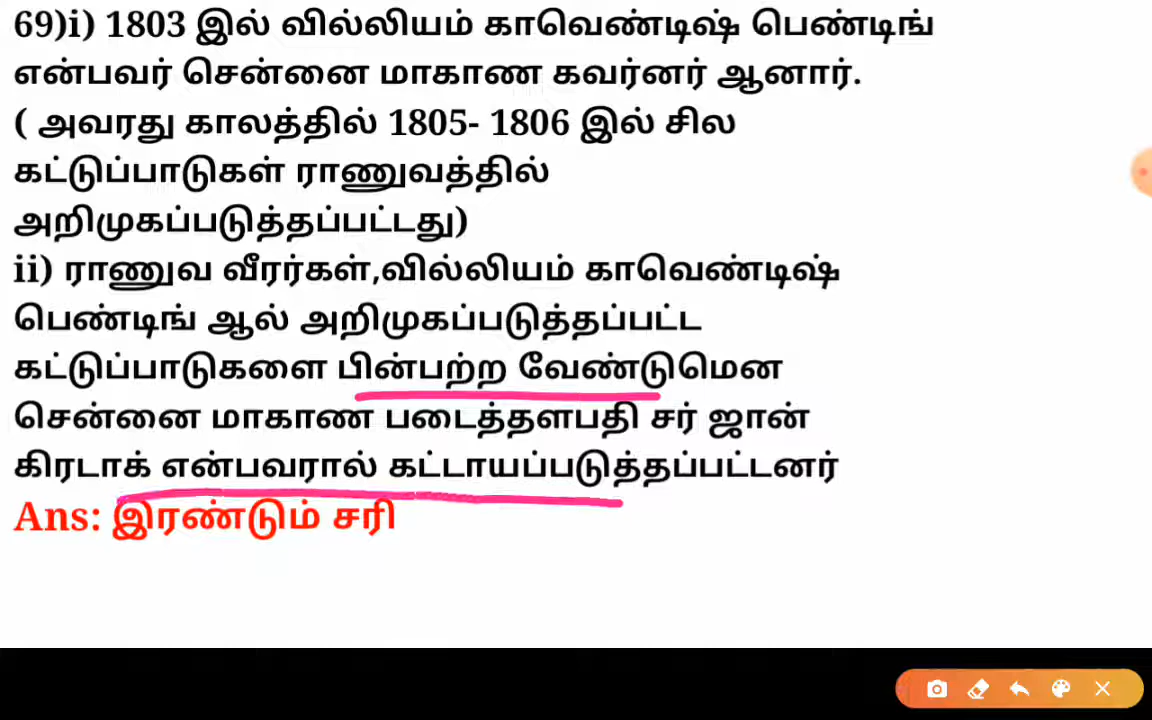 69)i) 1803 இல் வில்லியம் காவெண்டிஷ் பெண்டிங்
என்பவர் சென்னை மாகாண கவர்னர் ஆனார்.
( அவரது காலத்தில் 1805- 1806 இல் சில
கட்டுப்பாடுகள் ராணுவத்தில்
அறிமுகப்படுத்தப்பட்டது)
ii) ராணுவ வீரர்கள்,வில்லியம் காவெண்டிஷ்
பெண்டிங் ஆல் அறிமுகப்படுத்தப்பட்ட
கட்டுப்பாடுகளை பின்பற்ற வேண்டுமென
சென்னை மாகாண படைத்தளபதி சர் ஜான்
கிரடாக் என்பவரால் கட்டாயப்படுத்தப்பட்டனர்
Ans: இரண்டும் சரி